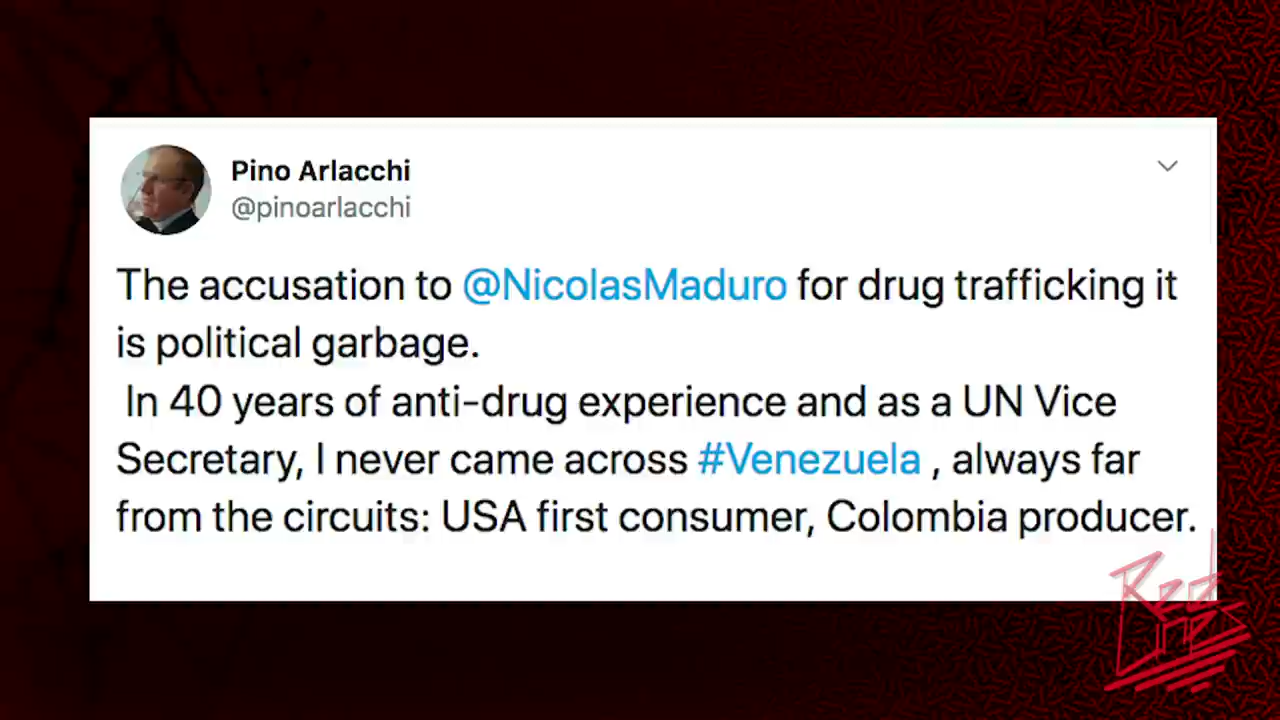 Pino Arlacchi
@pinoarlacchi
The accusation to @NicolasMaduro for drug trafficking it
is political garbage.
In 40 years of anti-drug experience and as a UN Vice
Secretary, I never came across #Venezuela , always far
from the circuits: USA first consumer, Colombia producer.
Red
Lines